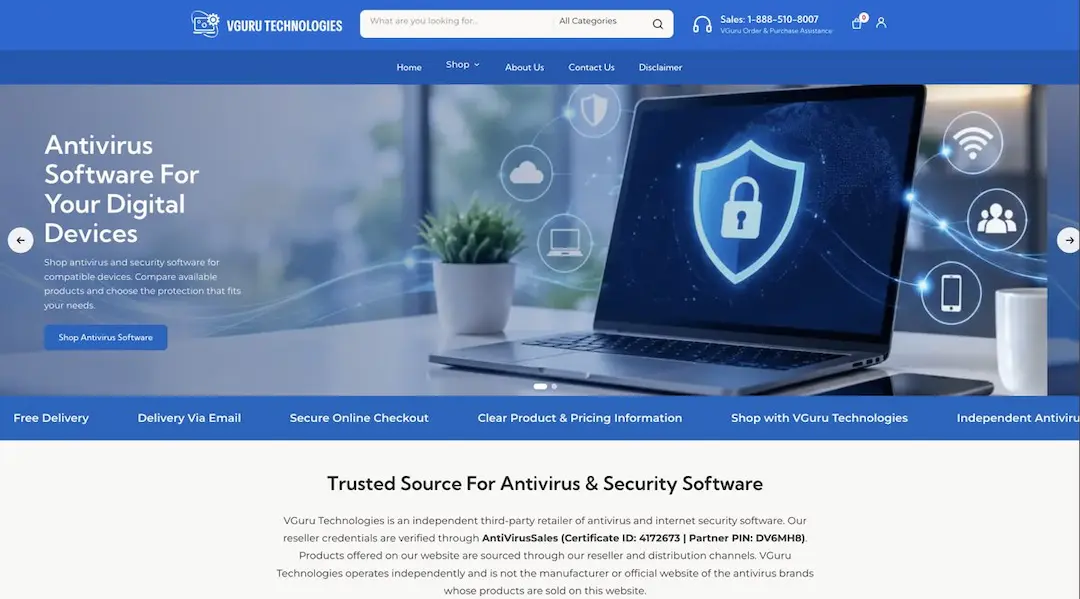 VGURU TECHNOLOGIES
What are you looking for...
All Categories
Sales: 1-888-510-8007
VGuru Order & Purchase Assistance
0
Home
Shop
About Us
Contact Us
Disclaimer
Antivirus
Software For
Your Digital
Devices
Shop antivirus and security software for
compatible devices. Compare available
products and choose the protection that fits
your needs.
Shop Antivirus Software
Free Delivery
Delivery Via Email
Secure Online Checkout
Clear Product & Pricing Information
Shop with VGuru Technologies
Independent Antiviru
Trusted Source For Antivirus & Security Software
VGuru Technologies is an independent third-party retailer of antivirus and internet security software. Our
reseller credentials are verified through AntiVirusSales (Certificate ID: 4172673 | Partner PIN: DV6MH8).
Products offered on our website are sourced through our reseller and distribution channels. VGuru
Technologies operates independently and is not the manufacturer or official website of the antivirus brands
whose products are sold on this website.